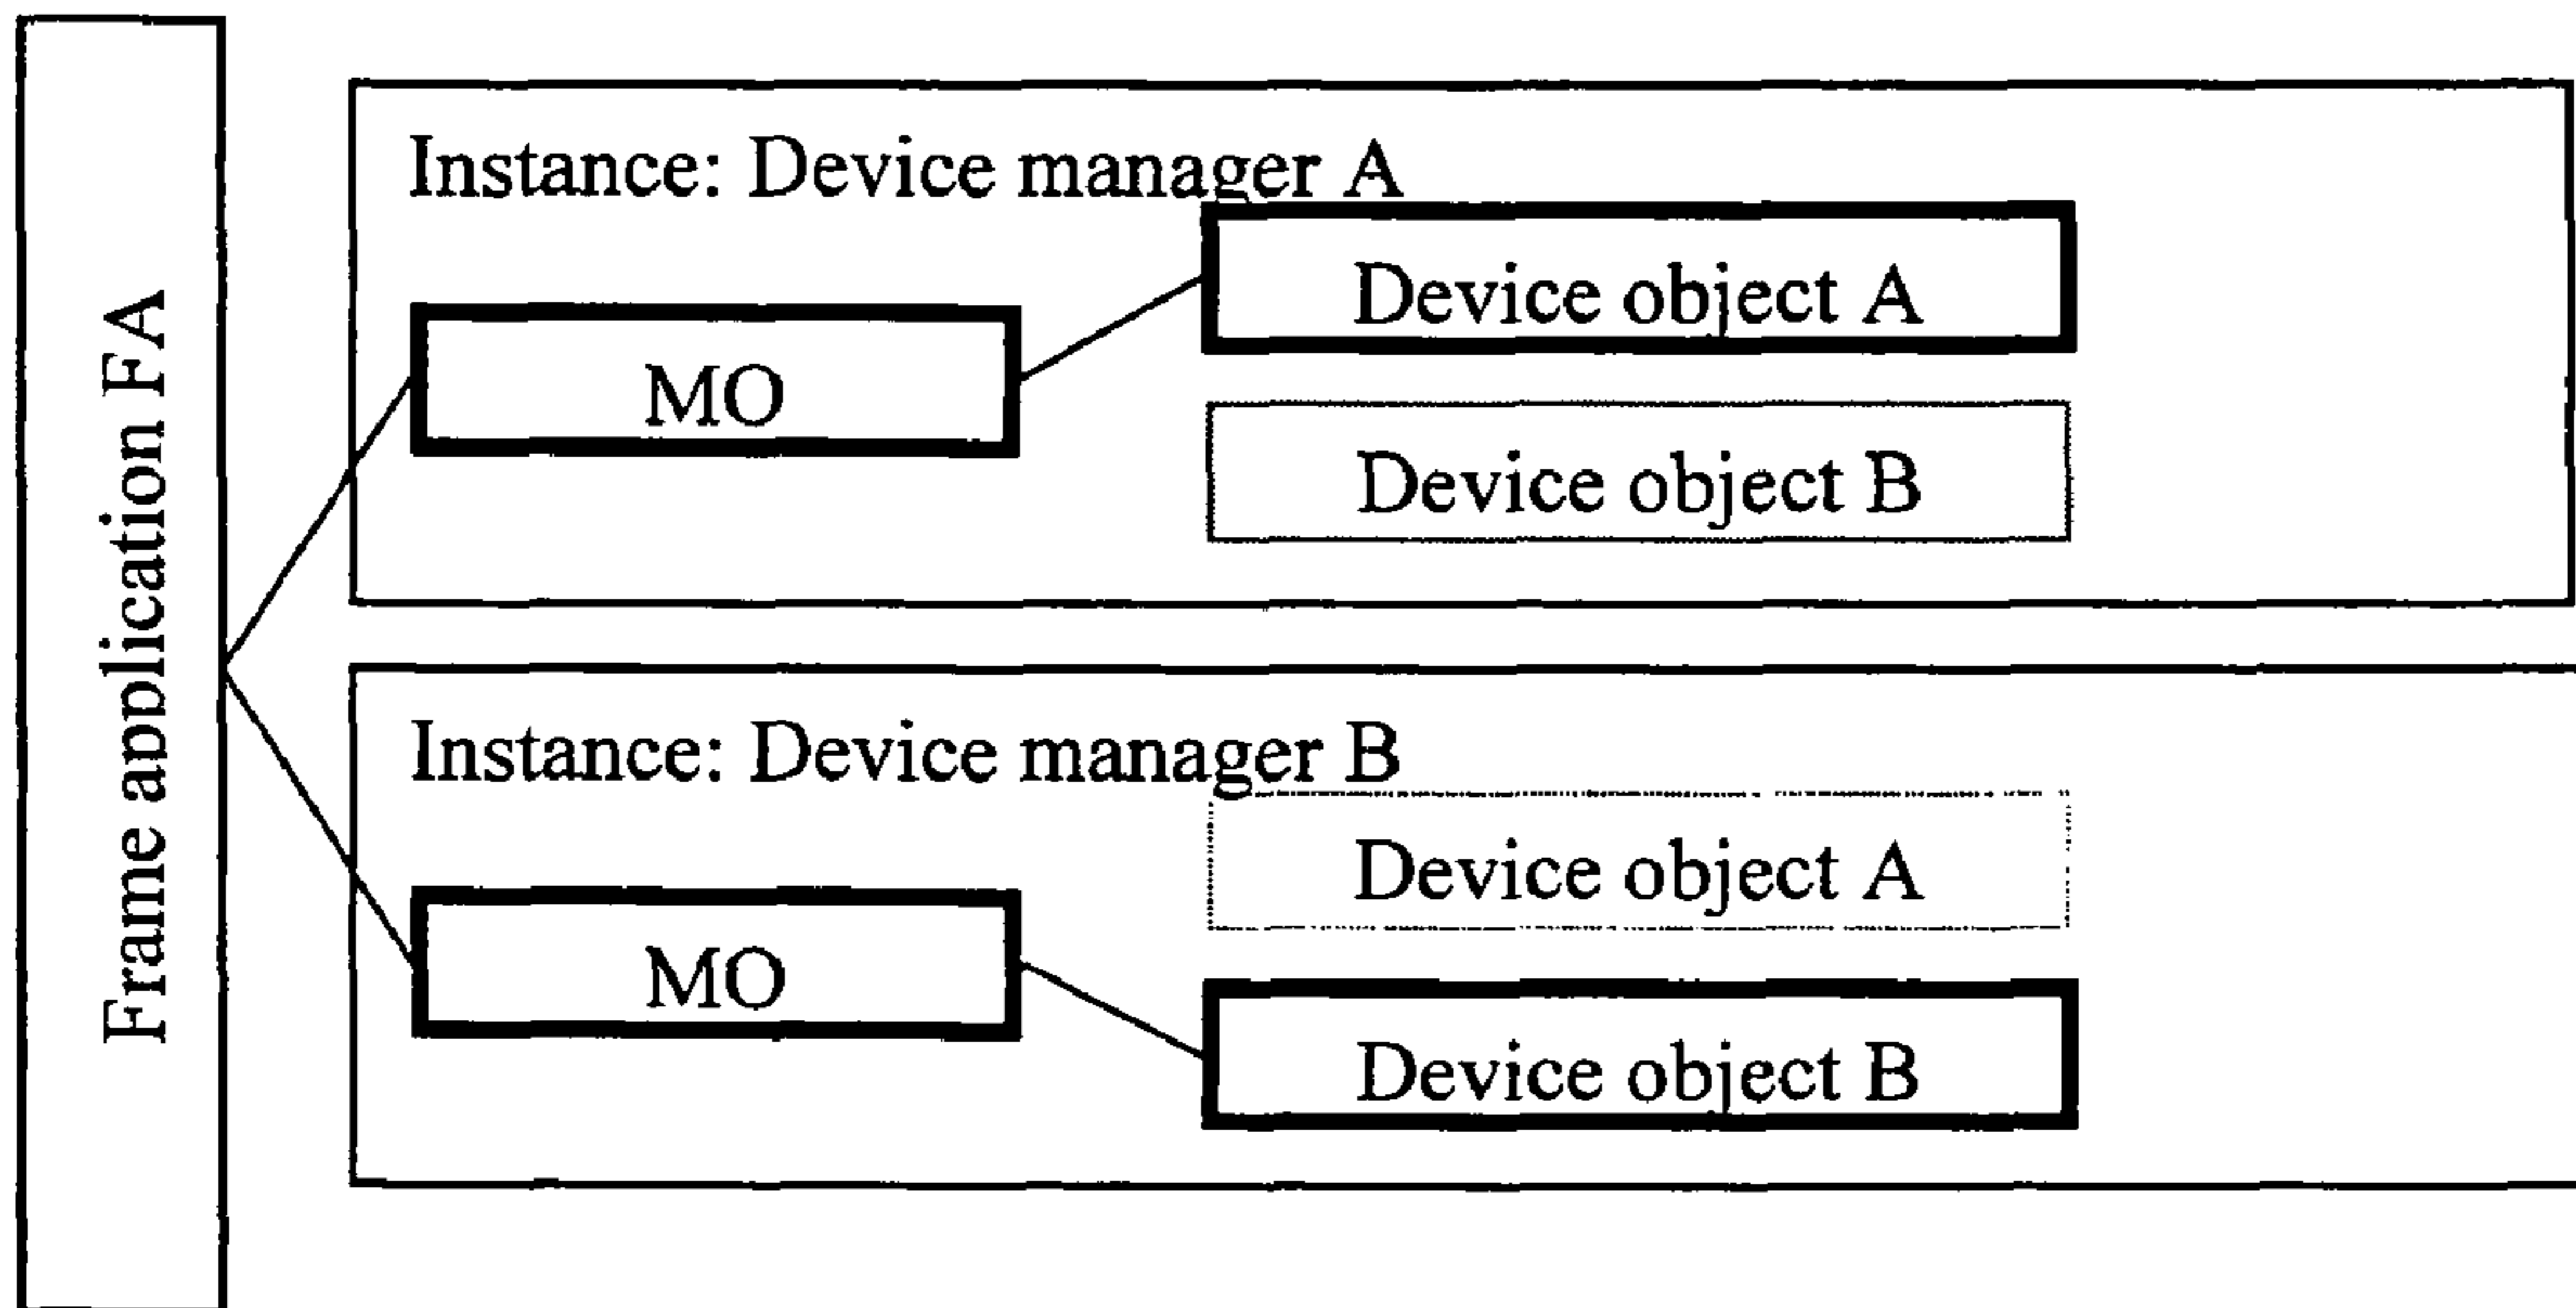 Frame application FA
Instance: Device manager A
Device object A
MO
Device object B
Instance: Device manager B
Device object A
MO
Device object B